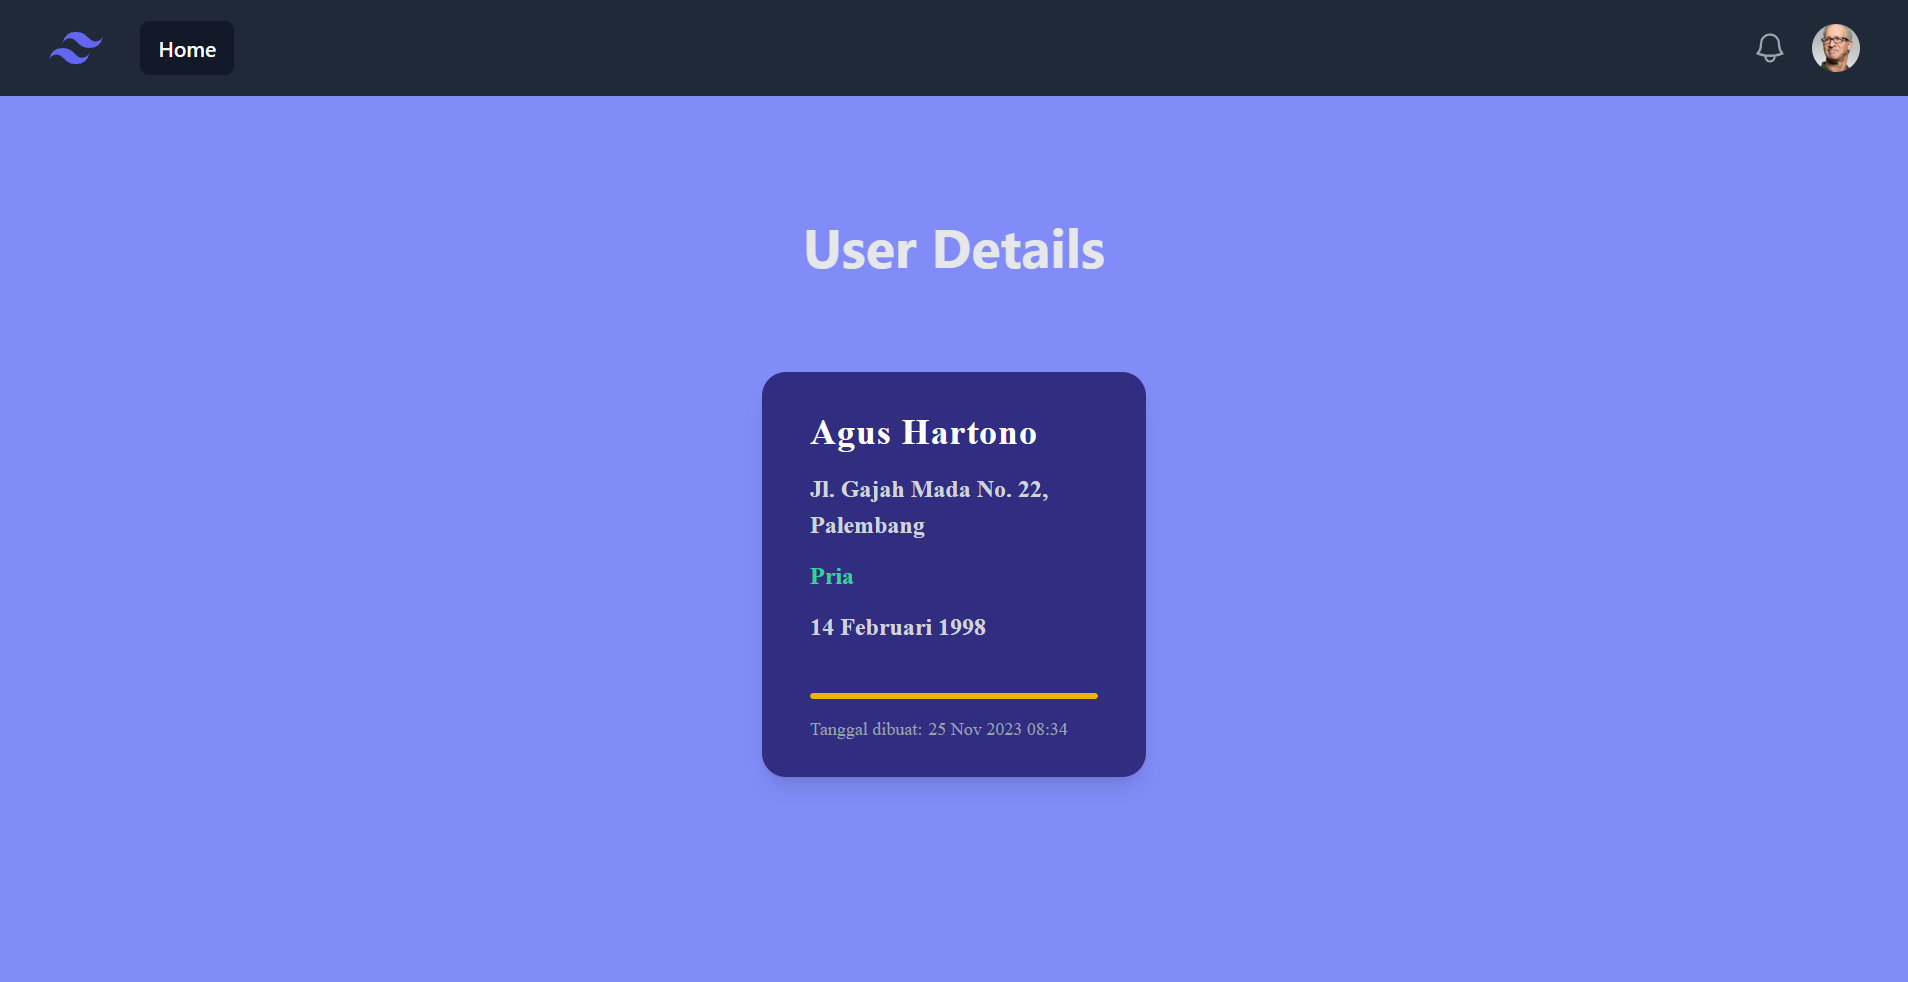 Home
User Details
Agus Hartono
Jl. Gajah Mada No. 22,
Palembang
Pria
14 Februari 1998
Tanggal dibuat: 25 Nov 2023 08:34